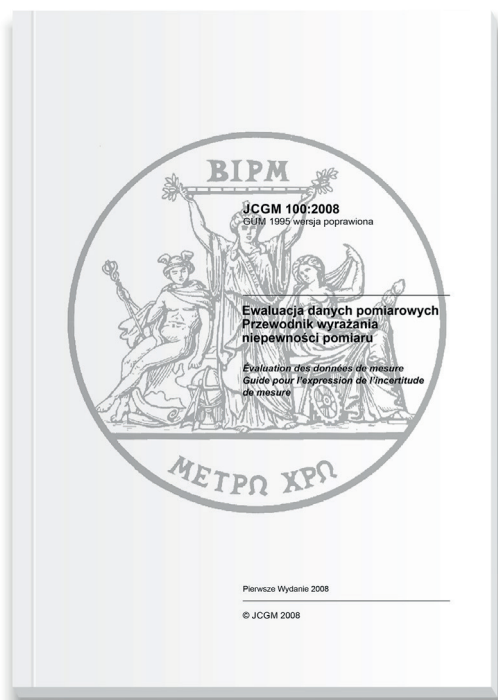 BIPM
JCGM 100:2008
GUM 1995 wersja poprawiona
Ewaluacja danych pomiarowych
Przewodnik wyrażania
niepewności pomiaru
Évaluation des données de mesure
Guide pour l'expression de l'incertitude
de mesure
ΜΕΤΡΩ ΧΡΩ
Pierwsze Wydanie 2008
© JCGM 2008